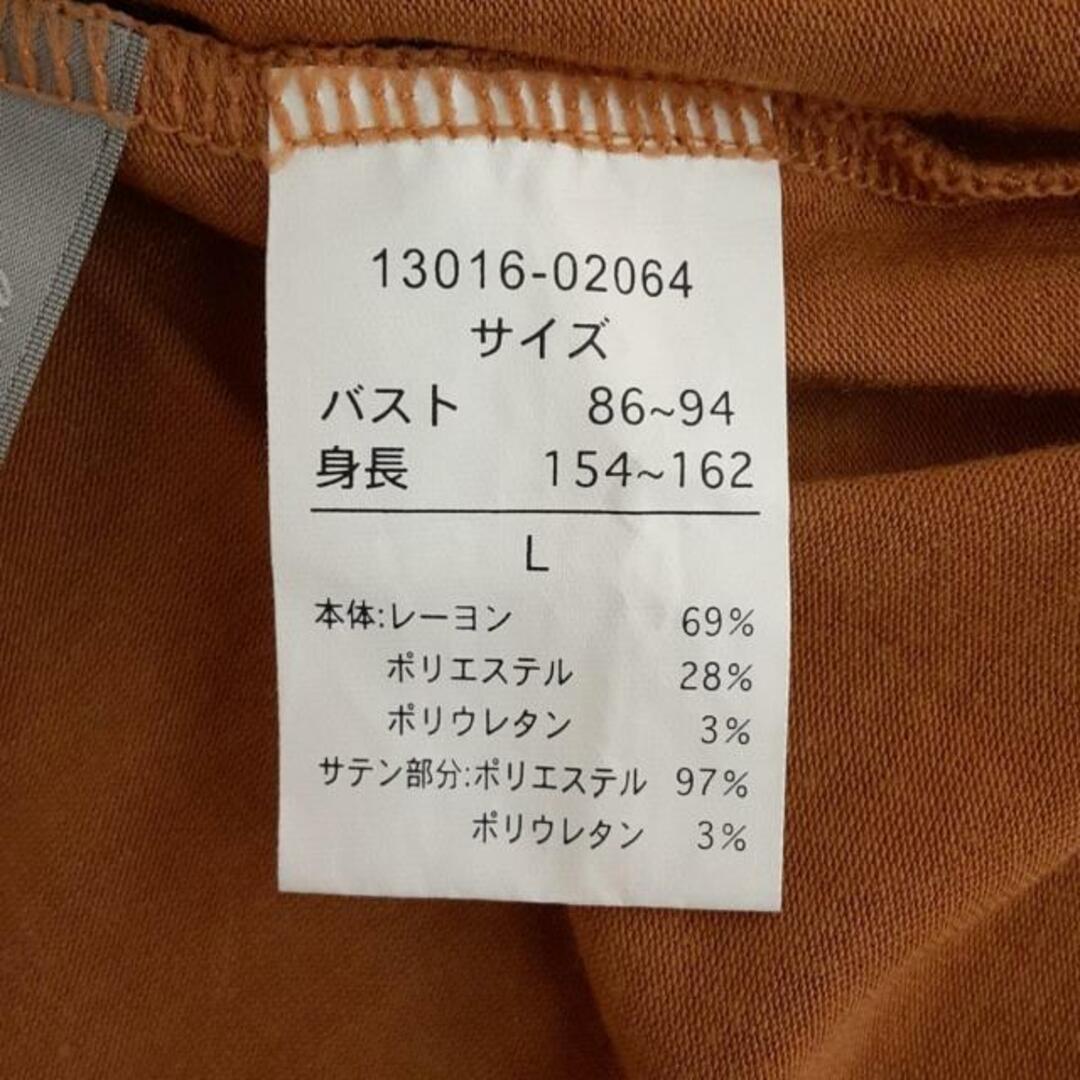 13016-02064
サイズ
バスト 86~94
身長 154~162
L
本体:レーヨン 69%
ポリエステル 28%
ポリウレタン 3%
サテン部分:ポリエステル 97%
ポリウレタン 3%